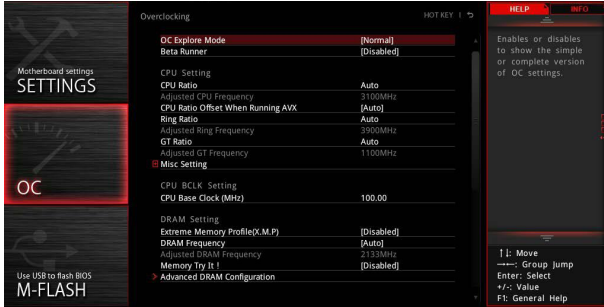 Motherboard settings
SETTINGS
OC
Use USB to flash BIOS
M-FLASH
Overclocking
HOT KEY
OC Explore Mode [Normal]
Beta Runner [Disabled]
CPU Setting
CPU Ratio Auto
Adjusted CPU Frequency 3100MHz
CPU Ratio Offset When Running AVX [Auto]
Ring Ratio Auto
Adjusted Ring Frequency 3900MHz
GT Ratio Auto
Adjusted GT Frequency 1100MHz
Misc Setting
CPU BCLK Setting
CPU Base Clock (MHz) 100.00
DRAM Setting
Extreme Memory Profile(X.M.P) [Disabled]
DRAM Frequency [Auto]
Adjusted DRAM Frequency 2133MHz
Memory Try It ! [Disabled]
Advanced DRAM Configuration
HELP
INFO
Enables or disables
to show the simple
or complete version
of OC settings.
↑↓: Move
→←: Group Jump
Enter: Select
+/-: Value
F1: General Help